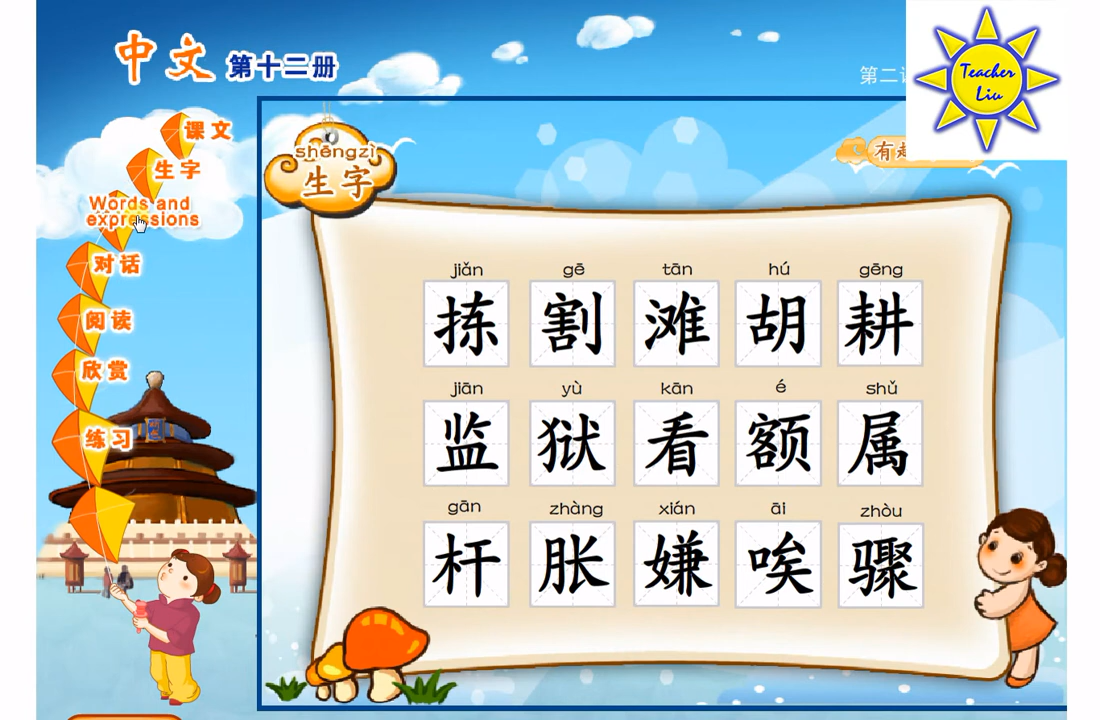 中文 第十二册
第二
Teacher
Liu
课文
生字
Words and
expressions
对话
阅读
欣赏
练习
shēngzì
生字
有趣
jiǎn gē tān hú gēng
拣 割 滩 胡 耕
jiān yù kān é shǔ
监 狱 看 额 属
gān zhàng xián āi zhòu
杆 胀 嫌 唉 骤